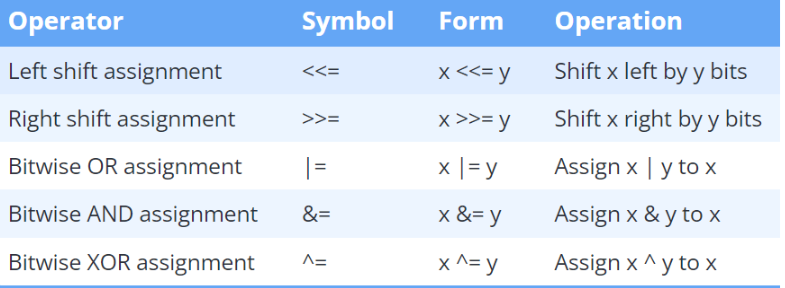 Operator Symbol Form Operation
Left shift assignment <<= x <<= y Shift x left by y bits
Right shift assignment >>= x >>= y Shift x right by y bits
Bitwise OR assignment |= x |= y Assign x | y to x
Bitwise AND assignment &= x &= y Assign x & y to x
Bitwise XOR assignment ^= x ^= y Assign x ^ y to x